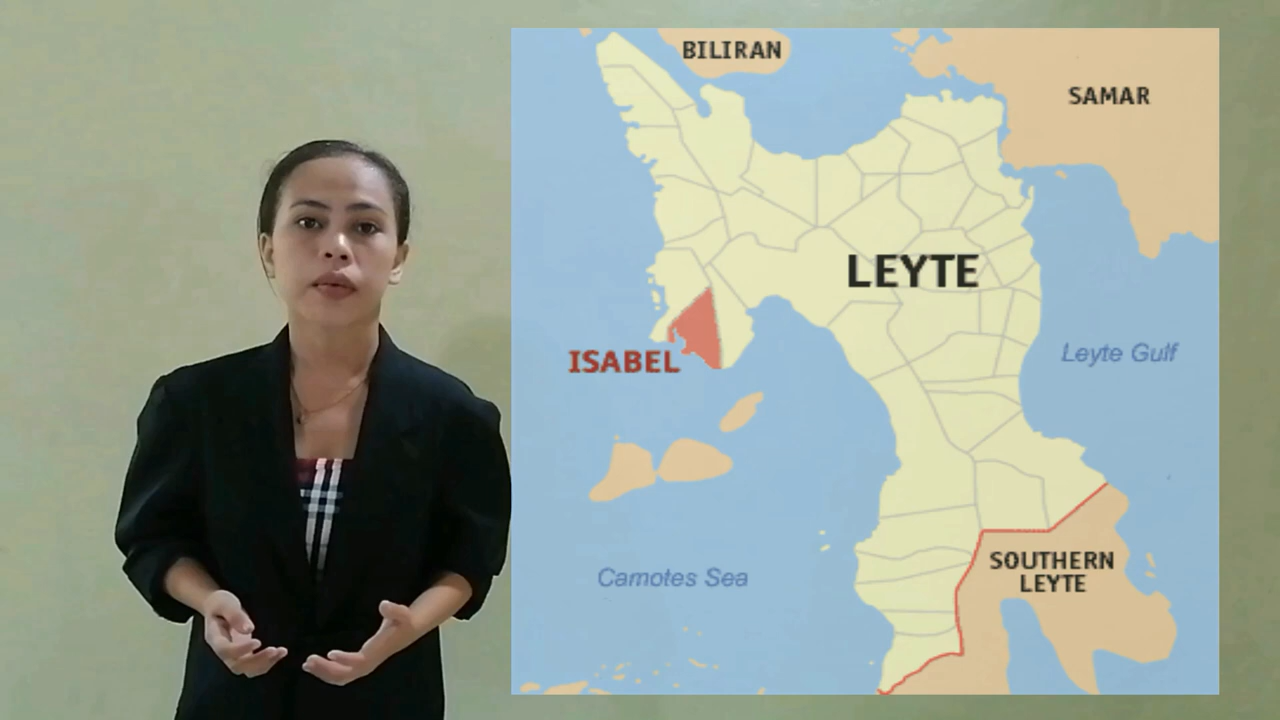 BILIRAN
SAMAR
LEYTE
ISABEL
Leyte Gulf
Camotes Sea
SOUTHERN
LEYTE